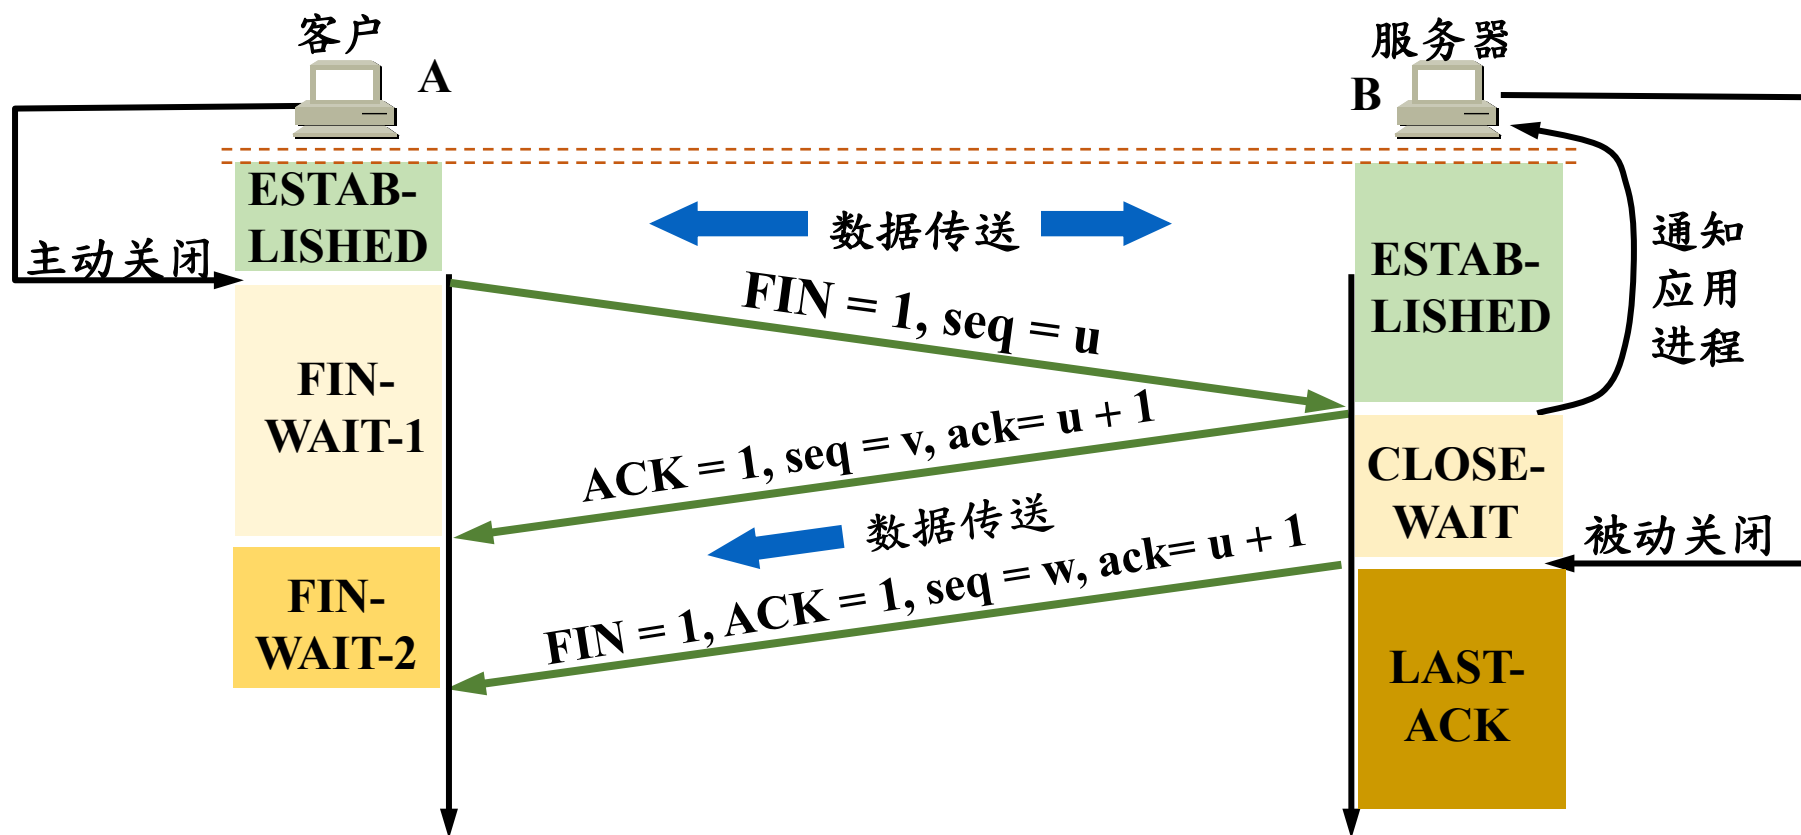 客户
服务器
A
B
ESTAB-
LISHED
数据传送
ESTAB-
LISHED
通知
应用
进程
主动关闭
FIN = 1, seq = u
FIN-
WAIT-1
ACK = 1, seq = v, ack= u + 1
CLOSE-
WAIT
数据传送
被动关闭
FIN = 1, ACK = 1, seq = w, ack= u + 1
FIN-
WAIT-2
LAST-
ACK